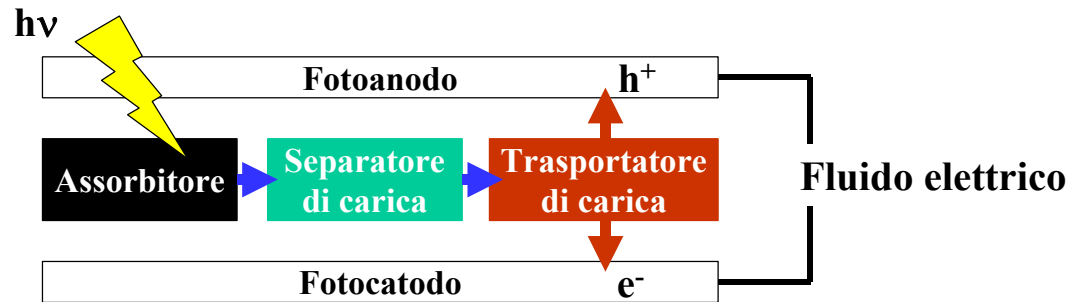 hν
Fotoanodo h⁺
Assorbitore
Separatore
di carica
Trasportatore
di carica
Fluido elettrico
Fotocatodo e⁻